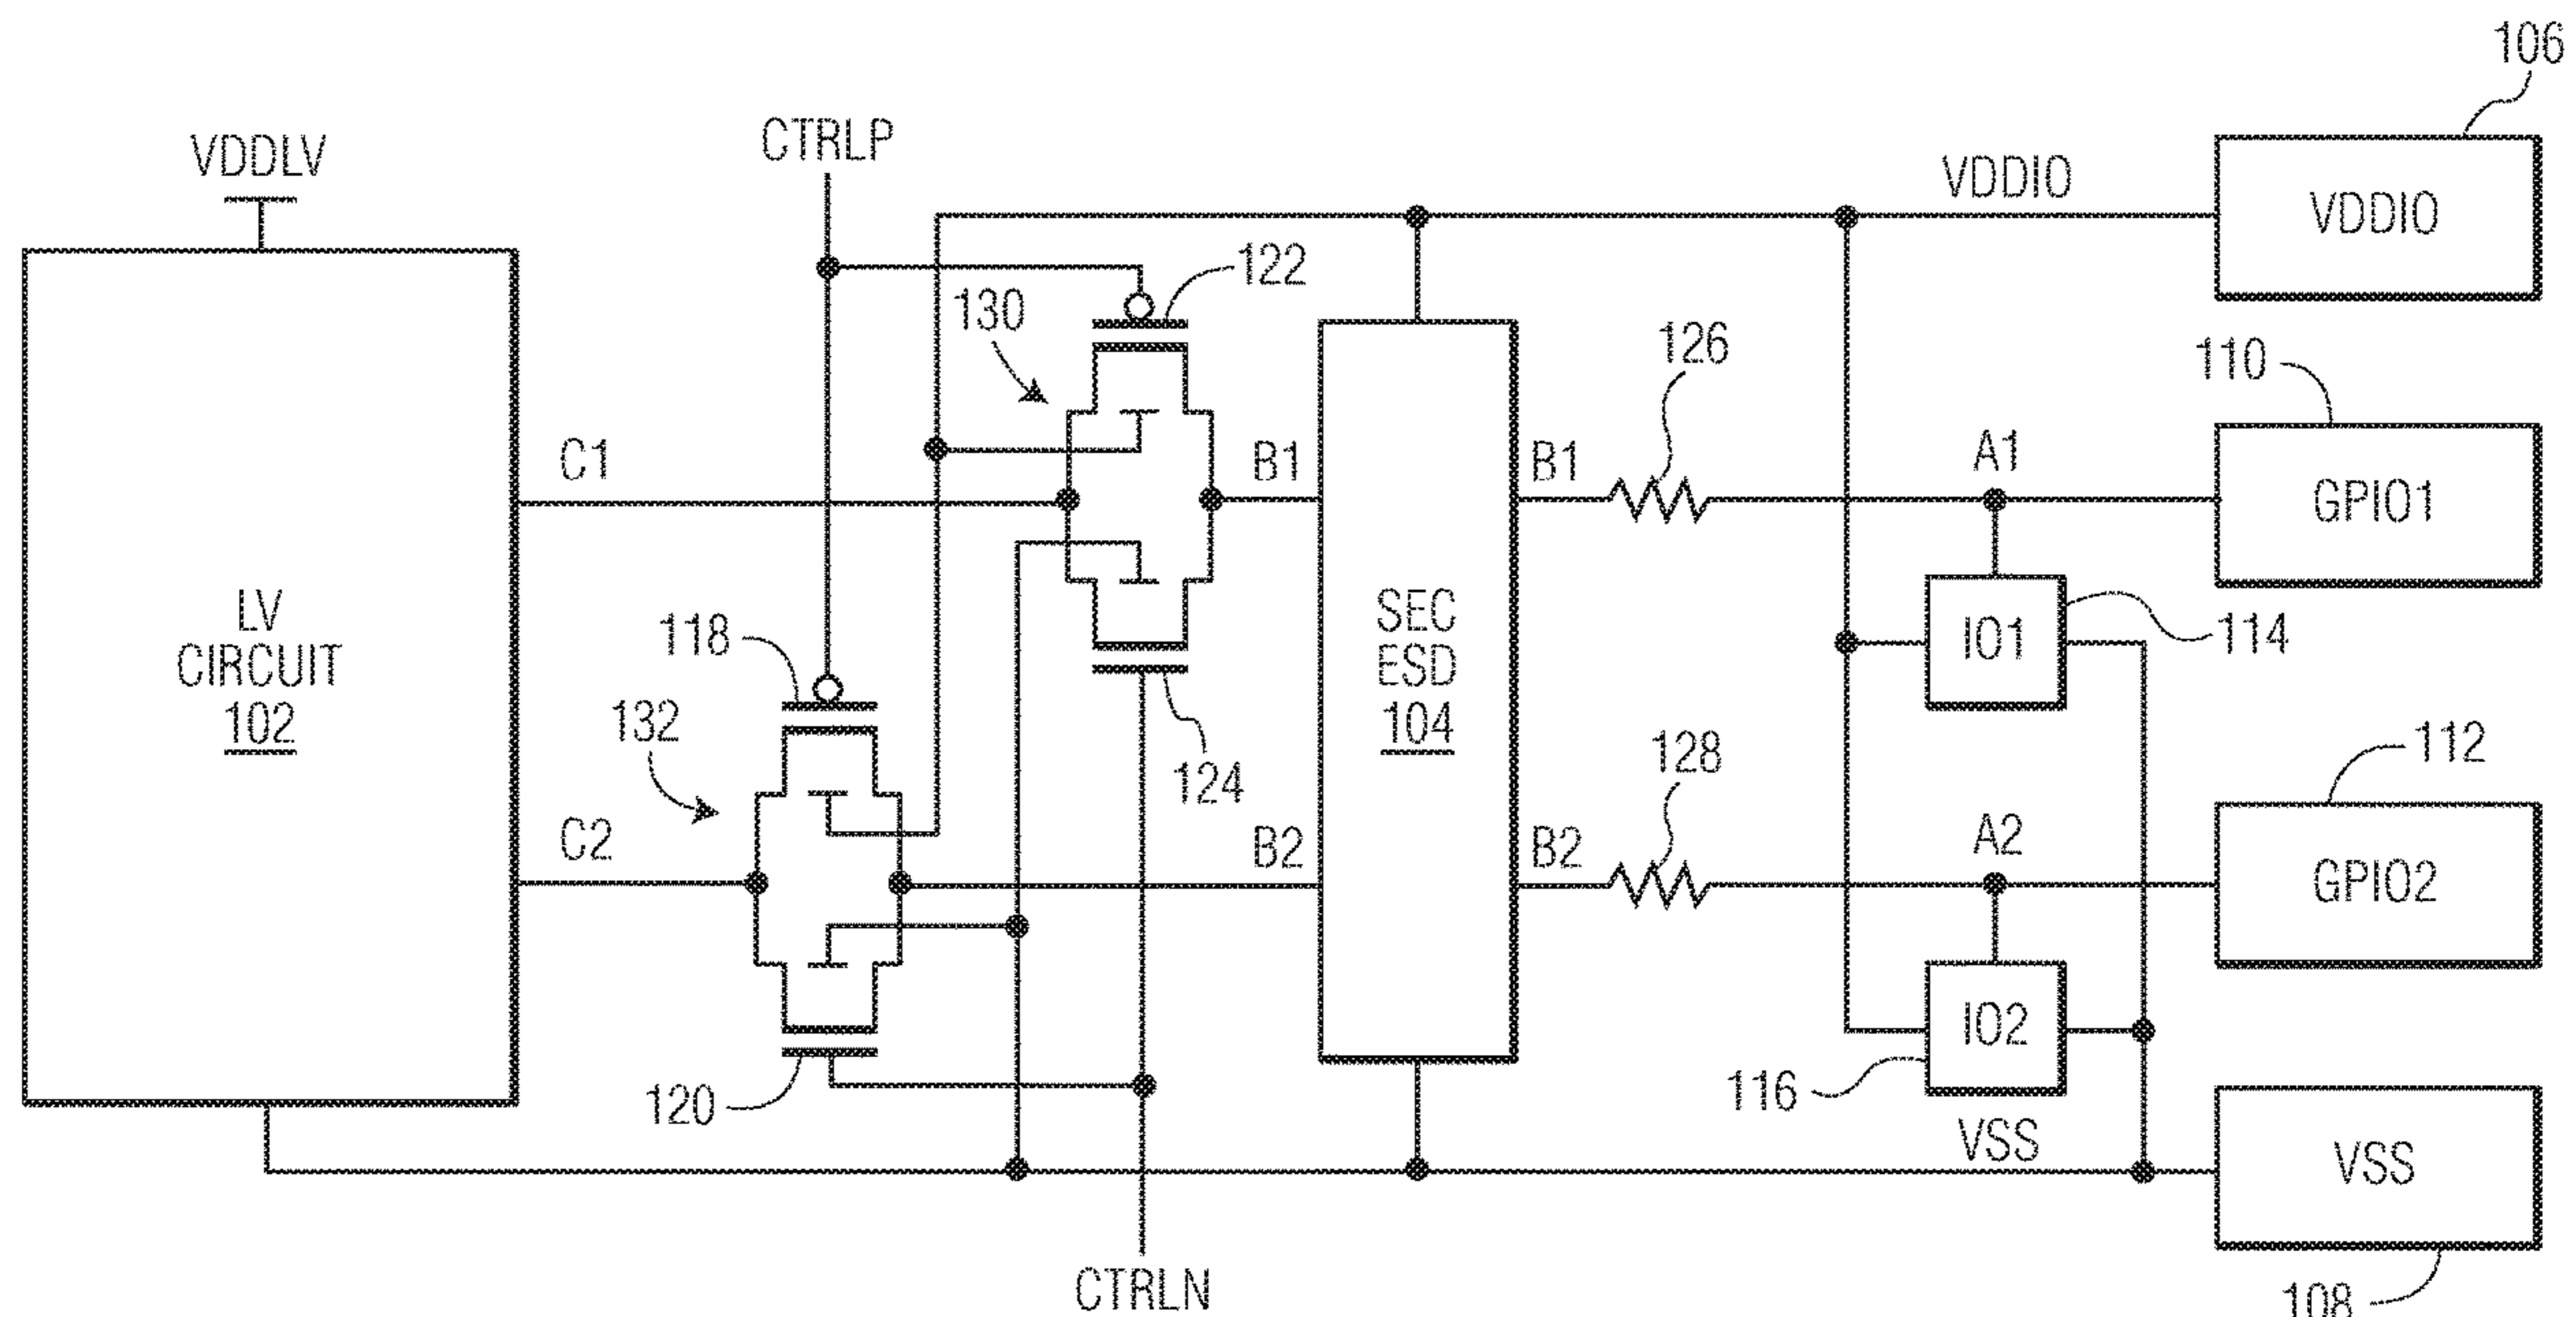 106
CTRLP
VDDLV
VDDIO
VDDIO
122
130
126
110
C1
B1
B1
A1
GPIO1
LV
CIRCUIT
102
118
SEC
ESD
104
IO1
114
132
124
128
112
C2
B2
B2
A2
GPIO2
120
116
IO2
VSS
VSS
CTRLN
108